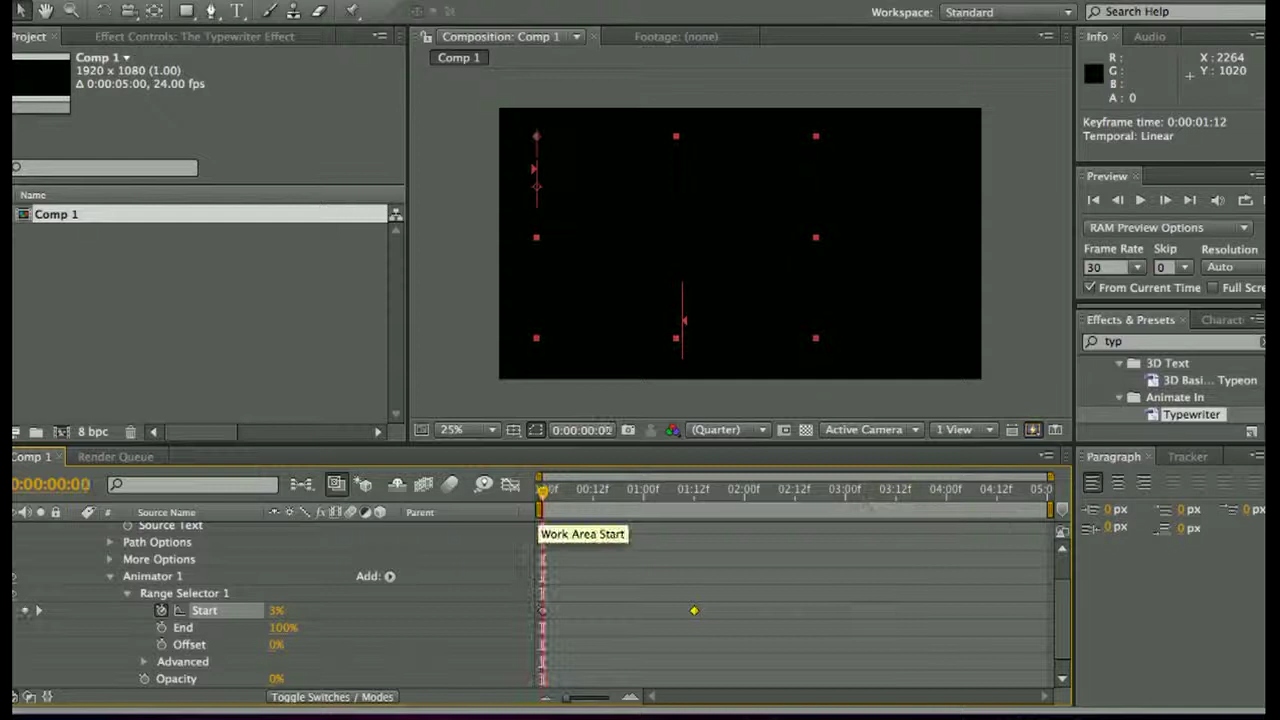 T
Workspace: Standard
Search Help
Project
Effect Controls: The Typewriter Effect
Composition: Comp 1
Footage: (none)
Info
Audio
Comp 1
1920 x 1080 (1.00)
Δ 0:00:05:00, 24.00 fps
Comp 1
R :
G :
B :
A : 0
X : 2264
Y : 1020
Keyframe time: 0:00:01:12
Temporal: Linear
Preview
RAM Preview Options
Frame Rate
Skip
Resolution
30
0
Auto
From Current Time
Full Scre
Effects & Presets
Charact
typ
3D Text
3D Basi... Typeon
Animate In
Typewriter
Name
Comp 1
8 bpc
25%
0:00:00:00
(Quarter)
Active Camera
1 View
Comp 1
Render Queue
Paragraph
Tracker
0:00:00:00
00f
00:12f
01:00f
01:12f
02:00f
02:12f
03:00f
03:12f
04:00f
04:12f
05:0
#
Source Name
Parent
0 px
0 px
0 px
0 px
0 px
Work Area Start
Source Text
Path Options
More Options
Animator 1
Add:
Range Selector 1
Start
3%
End
100%
Offset
0%
Advanced
Opacity
0%
Toggle Switches / Modes